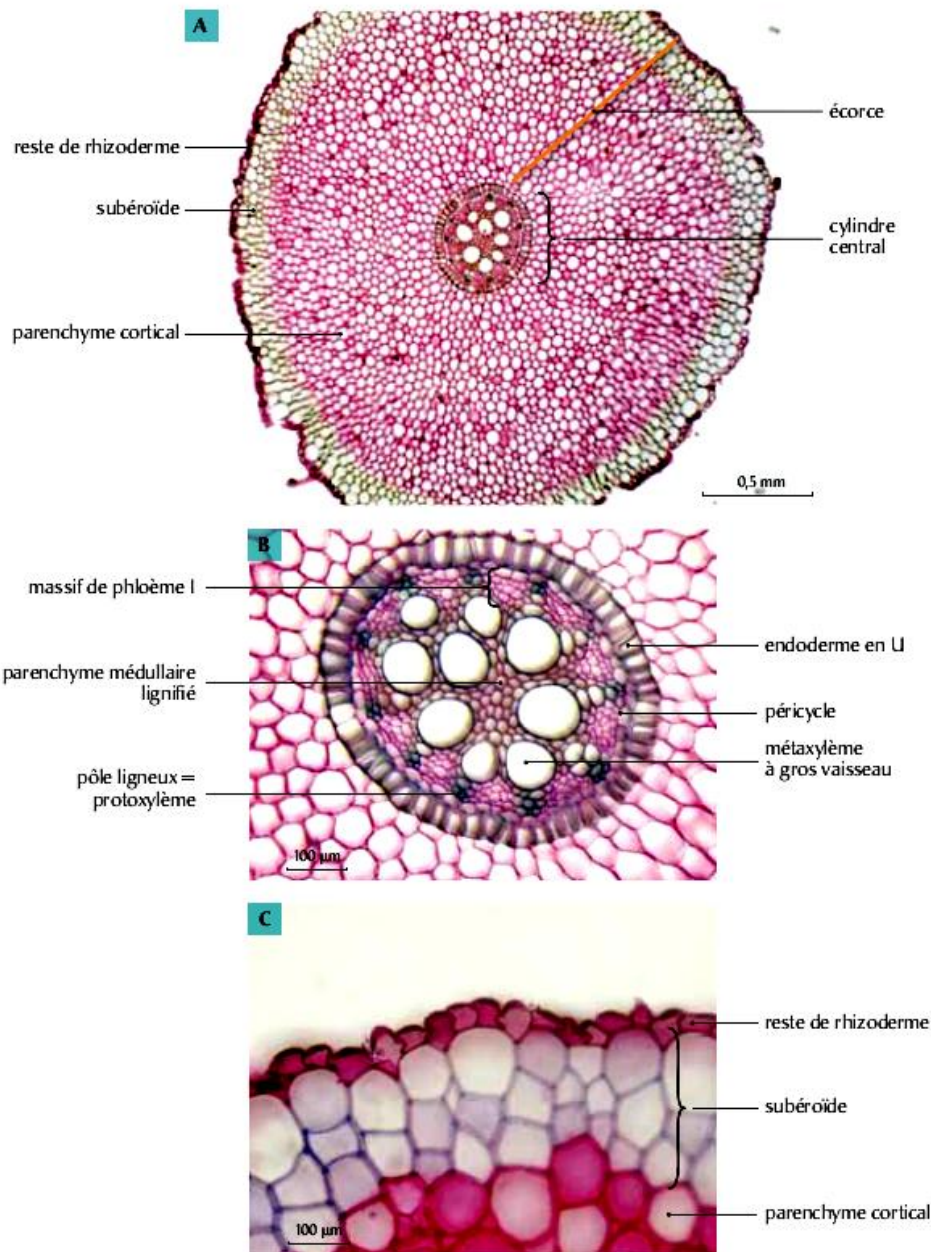 A
écorce
reste de rhizoderme
subéroïde
cylindre
central
parenchyme cortical
0,5 mm
B
massif de phloème I
endoderme en U
parenchyme médullaire
lignifié
péricycle
métaxylème
à gros vaisseau
pôle ligneux =
protoxylème
100 µm
C
reste de rhizoderme
subéroïde
parenchyme cortical
100 µm